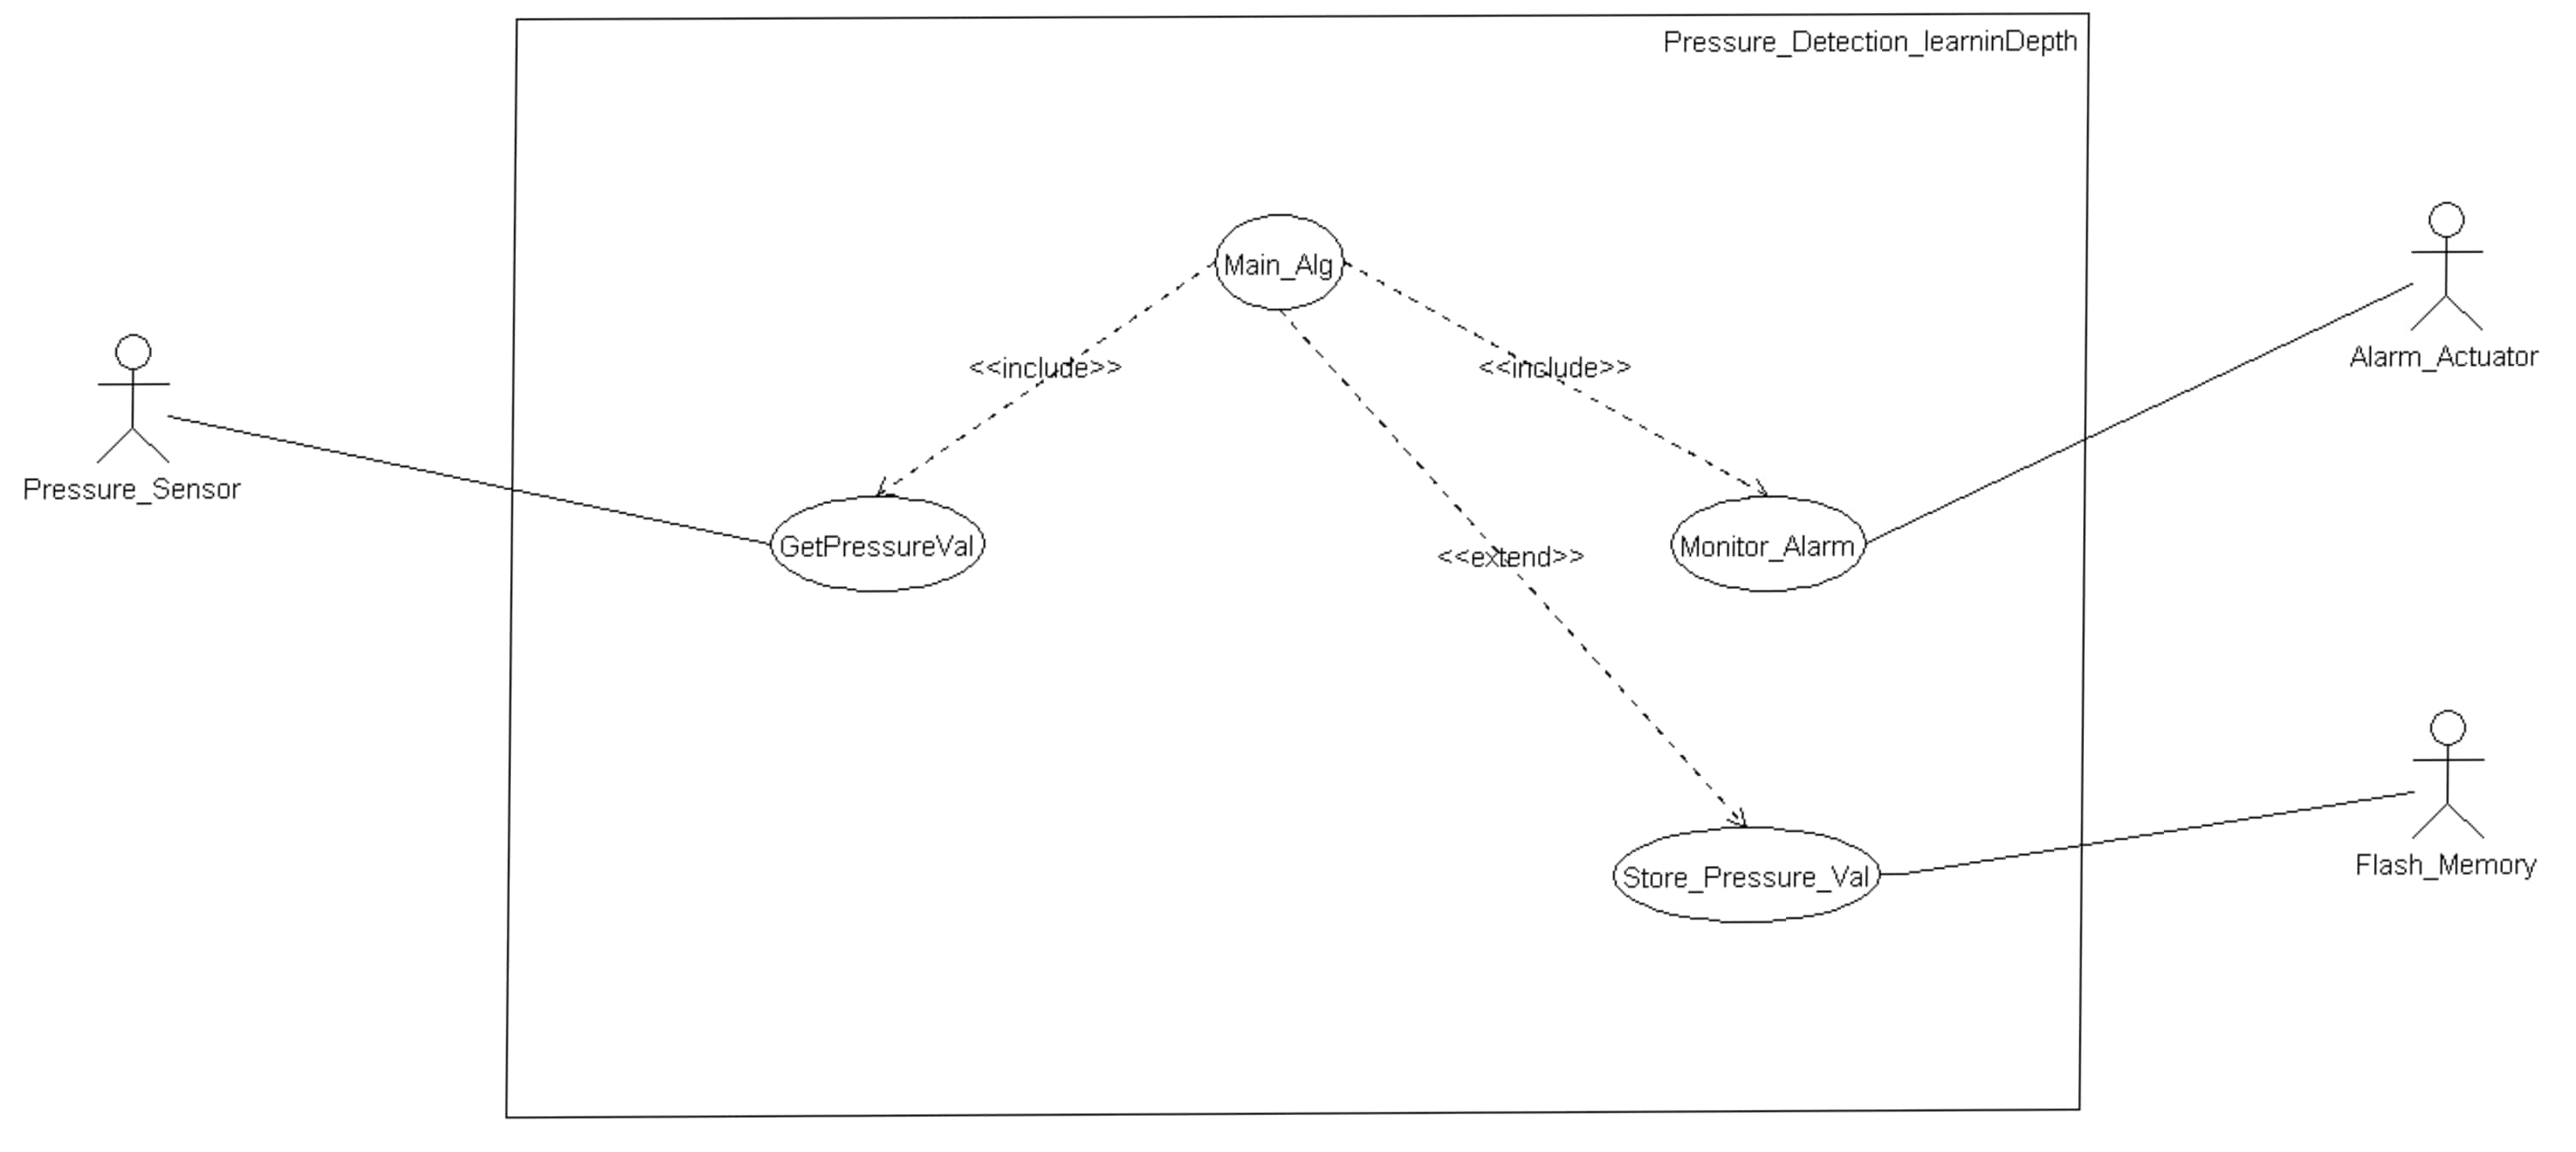 Pressure_Detection_learninDepth
Main_Alg
Alarm_Actuator
<<include>>
<<include>>
Pressure_Sensor
GetPressureVal
Monitor_Alarm
<<extend>>
Store_Pressure_Val
Flash_Memory